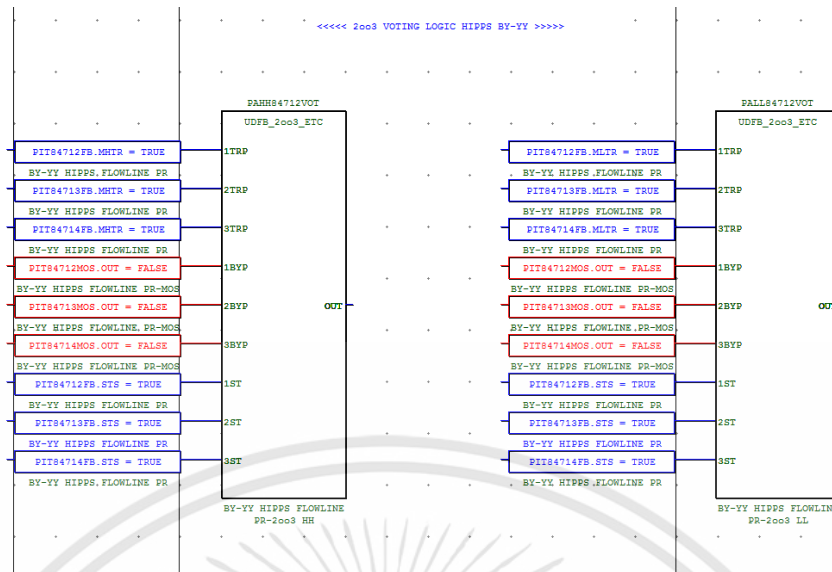 <<<<< 2oo3 VOTING LOGIC HIPPS BY-YY >>>>>
PAHH84712VOT
UDFB_2oo3_ETC
PIT84712FB.MHTR = TRUE
1TRP
BY-YY HIPPS FLOWLINE PR
PIT84713FB.MHTR = TRUE
2TRP
BY-YY HIPPS FLOWLINE PR
PIT84714FB.MHTR = TRUE
3TRP
BY-YY HIPPS FLOWLINE PR
PIT84712MOS.OUT = FALSE
1BYP
BY-YY HIPPS FLOWLINE PR-MOS
PIT84713MOS.OUT = FALSE
2BYP
OUT
BY-YY HIPPS FLOWLINE PR-MOS
PIT84714MOS.OUT = FALSE
3BYP
BY-YY HIPPS FLOWLINE PR-MOS
PIT84712FB.STS = TRUE
1ST
BY-YY HIPPS FLOWLINE PR
PIT84713FB.STS = TRUE
2ST
BY-YY HIPPS FLOWLINE PR
PIT84714FB.STS = TRUE
3ST
BY-YY HIPPS FLOWLINE PR
BY-YY HIPPS FLOWLINE
PR-2oo3 HH
PALL84712VOT
UDFB_2oo3_ETC
PIT84712FB.MLTR = TRUE
1TRP
BY-YY HIPPS FLOWLINE PR
PIT84713FB.MLTR = TRUE
2TRP
BY-YY HIPPS FLOWLINE PR
PIT84714FB.MLTR = TRUE
3TRP
BY-YY HIPPS FLOWLINE PR
PIT84712MOS.OUT = FALSE
1BYP
BY-YY HIPPS FLOWLINE PR-MOS
PIT84713MOS.OUT = FALSE
2BYP
OUT
BY-YY HIPPS FLOWLINE PR-MOS
PIT84714MOS.OUT = FALSE
3BYP
BY-YY HIPPS FLOWLINE PR-MOS
PIT84712FB.STS = TRUE
1ST
BY-YY HIPPS FLOWLINE PR
PIT84713FB.STS = TRUE
2ST
BY-YY HIPPS FLOWLINE PR
PIT84714FB.STS = TRUE
3ST
BY-YY HIPPS FLOWLINE PR
BY-YY HIPPS FLOWLINE
PR-2oo3 LL